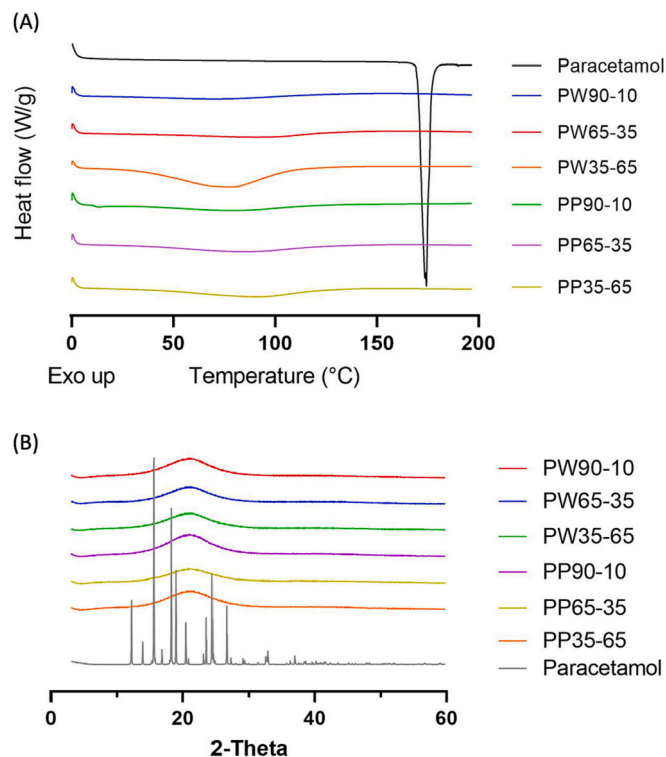 (A)
Heat flow (W/g)
Paracetamol
PW90-10
PW65-35
PW35-65
PP90-10
PP65-35
PP35-65
0 50 100 150 200
Exo up Temperature (°C)
(B)
PW90-10
PW65-35
PW35-65
PP90-10
PP65-35
PP35-65
Paracetamol
0 20 40 60
2-Theta